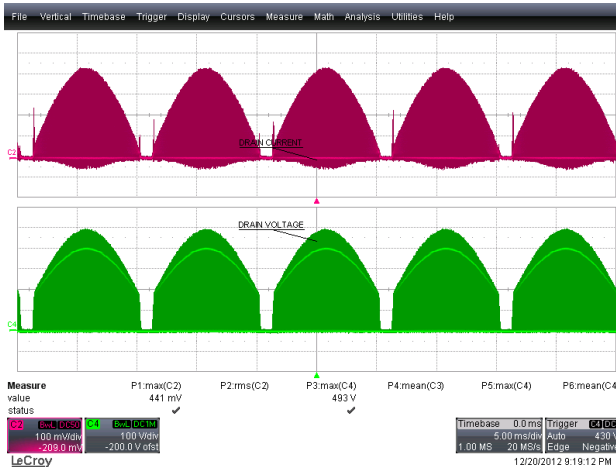 File Vertical Timebase Trigger Display Cursors Measure Math Analysis Utilities Help
DRAIN CURRENT
C2
DRAIN VOLTAGE
C4
Measure P1:max(C2) P2:rms(C2) P3:max(C4) P4:mean(C3) P5:max(C4) P6:mean(C4
value 441 mV 493 V
status
C2 BwL DC50 C4 BwL DC1M Timebase 0.0 ms Trigger C4 DC
100 mV/div 100 V/div 5.00 ms/div Auto 430 V
-209.0 mV -200.0 V ofst 1.00 MS 20 MS/s Edge Negative
LeCroy 12/20/2012 9:19:12 PM